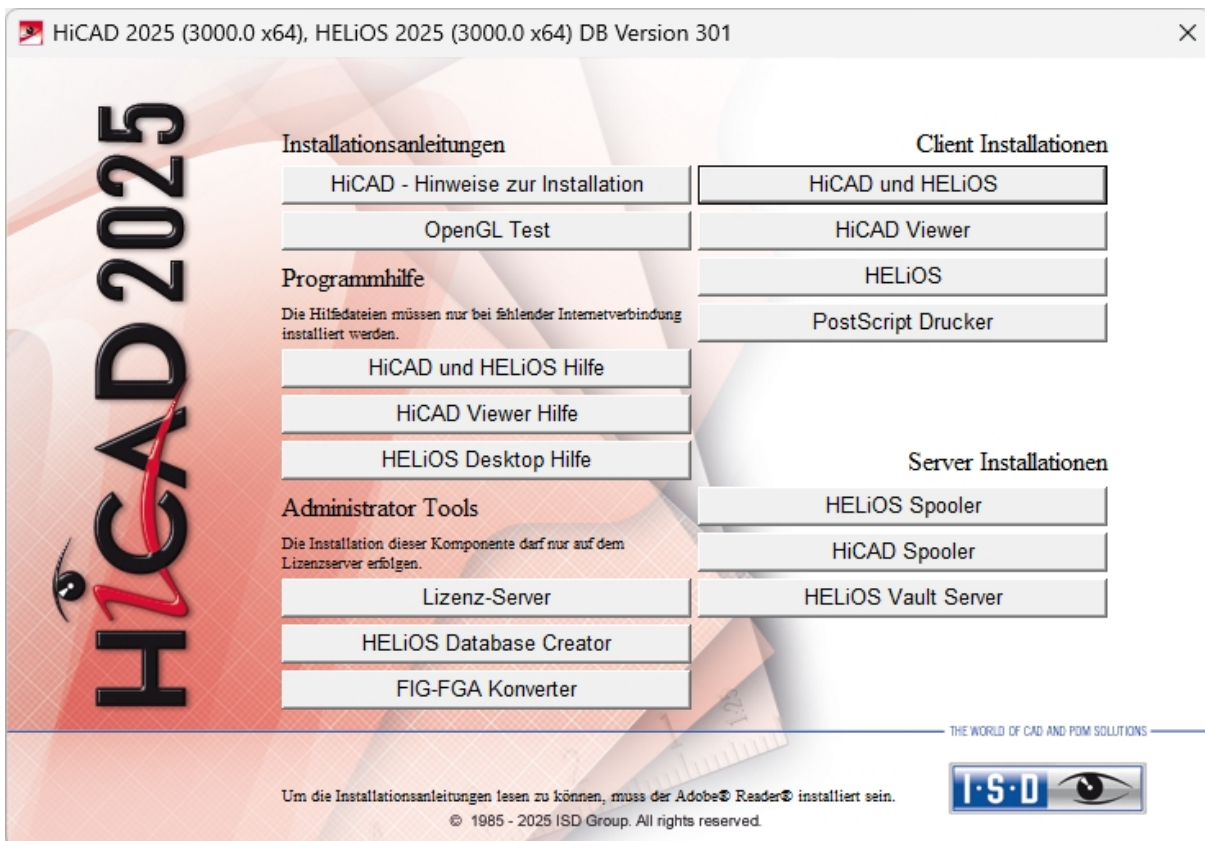 HiCAD 2025 (3000.0 x64), HELiOS 2025 (3000.0 x64) DB Version 301
HiCAD 2025
Installationsanleitungen
HiCAD - Hinweise zur Installation
OpenGL Test
Programmhilfe
Die Hilfedateien müssen nur bei fehlender Internetverbindung
installiert werden.
HiCAD und HELiOS Hilfe
HiCAD Viewer Hilfe
HELiOS Desktop Hilfe
Administrator Tools
Die Installation dieser Komponente darf nur auf dem
Lizenzserver erfolgen.
Lizenz-Server
HELiOS Database Creator
FIG-FGA Konverter
Client Installationen
HiCAD und HELiOS
HiCAD Viewer
HELiOS
PostScript Drucker
Server Installationen
HELiOS Spooler
HiCAD Spooler
HELiOS Vault Server
1:23
THE WORLD OF CAD AND PDM SOLUTIONS
I·S·D
Um die Installationsanleitungen lesen zu können, muss der Adobe® Reader® installiert sein.
© 1985 - 2025 ISD Group. All rights reserved.